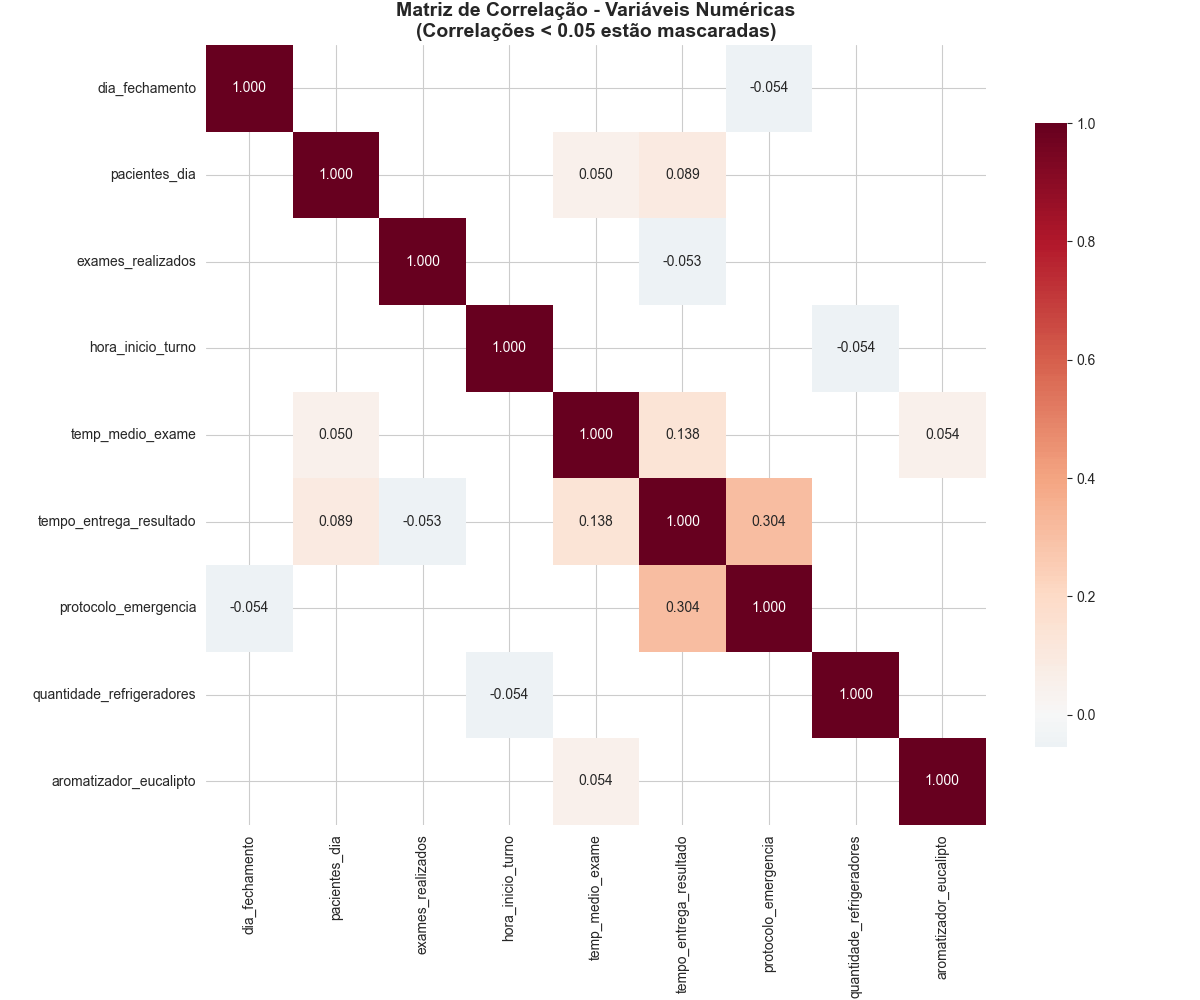 Matriz de Correlação - Variáveis Numéricas
(Correlações < 0.05 estão mascaradas)
dia_fechamento 1.000 -0.054
pacientes_dia 1.000 0.050 0.089
exames_realizados 1.000 -0.053
hora_inicio_turno 1.000 -0.054
temp_medio_exame 0.050 1.000 0.138 0.054
tempo_entrega_resultado 0.089 -0.053 0.138 1.000 0.304
protocolo_emergencia -0.054 0.304 1.000
quantidade_refrigeradores -0.054 1.000
aromatizador_eucalipto 0.054 1.000
dia_fechamento
pacientes_dia
exames_realizados
hora_inicio_turno
temp_medio_exame
tempo_entrega_resultado
protocolo_emergencia
quantidade_refrigeradores
aromatizador_eucalipto
1.0
0.8
0.6
0.4
0.2
0.0